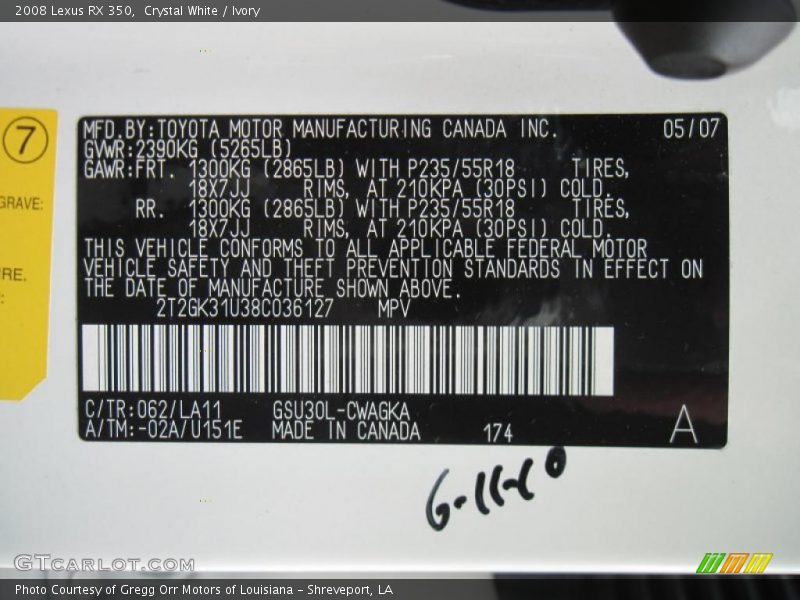 2008 Lexus RX 350,  Crystal White / Ivory
7
GRAVE:
URE.
MFD.BY:TOYOTA MOTOR MANUFACTURING CANADA INC. 05/07
GVWR:2390KG (5265LB)
GAWR:FRT. 1300KG (2865LB) WITH P235/55R18 TIRES,
18X7JJ RIMS, AT 210KPA (30PSI) COLD.
RR. 1300KG (2865LB) WITH P235/55R18 TIRES,
18X7JJ RIMS, AT 210KPA (30PSI) COLD.
THIS VEHICLE CONFORMS TO ALL APPLICABLE FEDERAL MOTOR
VEHICLE SAFETY AND THEFT PREVENTION STANDARDS IN EFFECT ON
THE DATE OF MANUFACTURE SHOWN ABOVE.
2T2GK31U38C036127 MPV
C/TR:062/LA11 GSU30L-CWAGKA
A/TM:-02A/U151E MADE IN CANADA 174 A
6-11-10
GTCARLOT.COM
Photo Courtesy of Gregg Orr Motors of Louisiana - Shreveport, LA